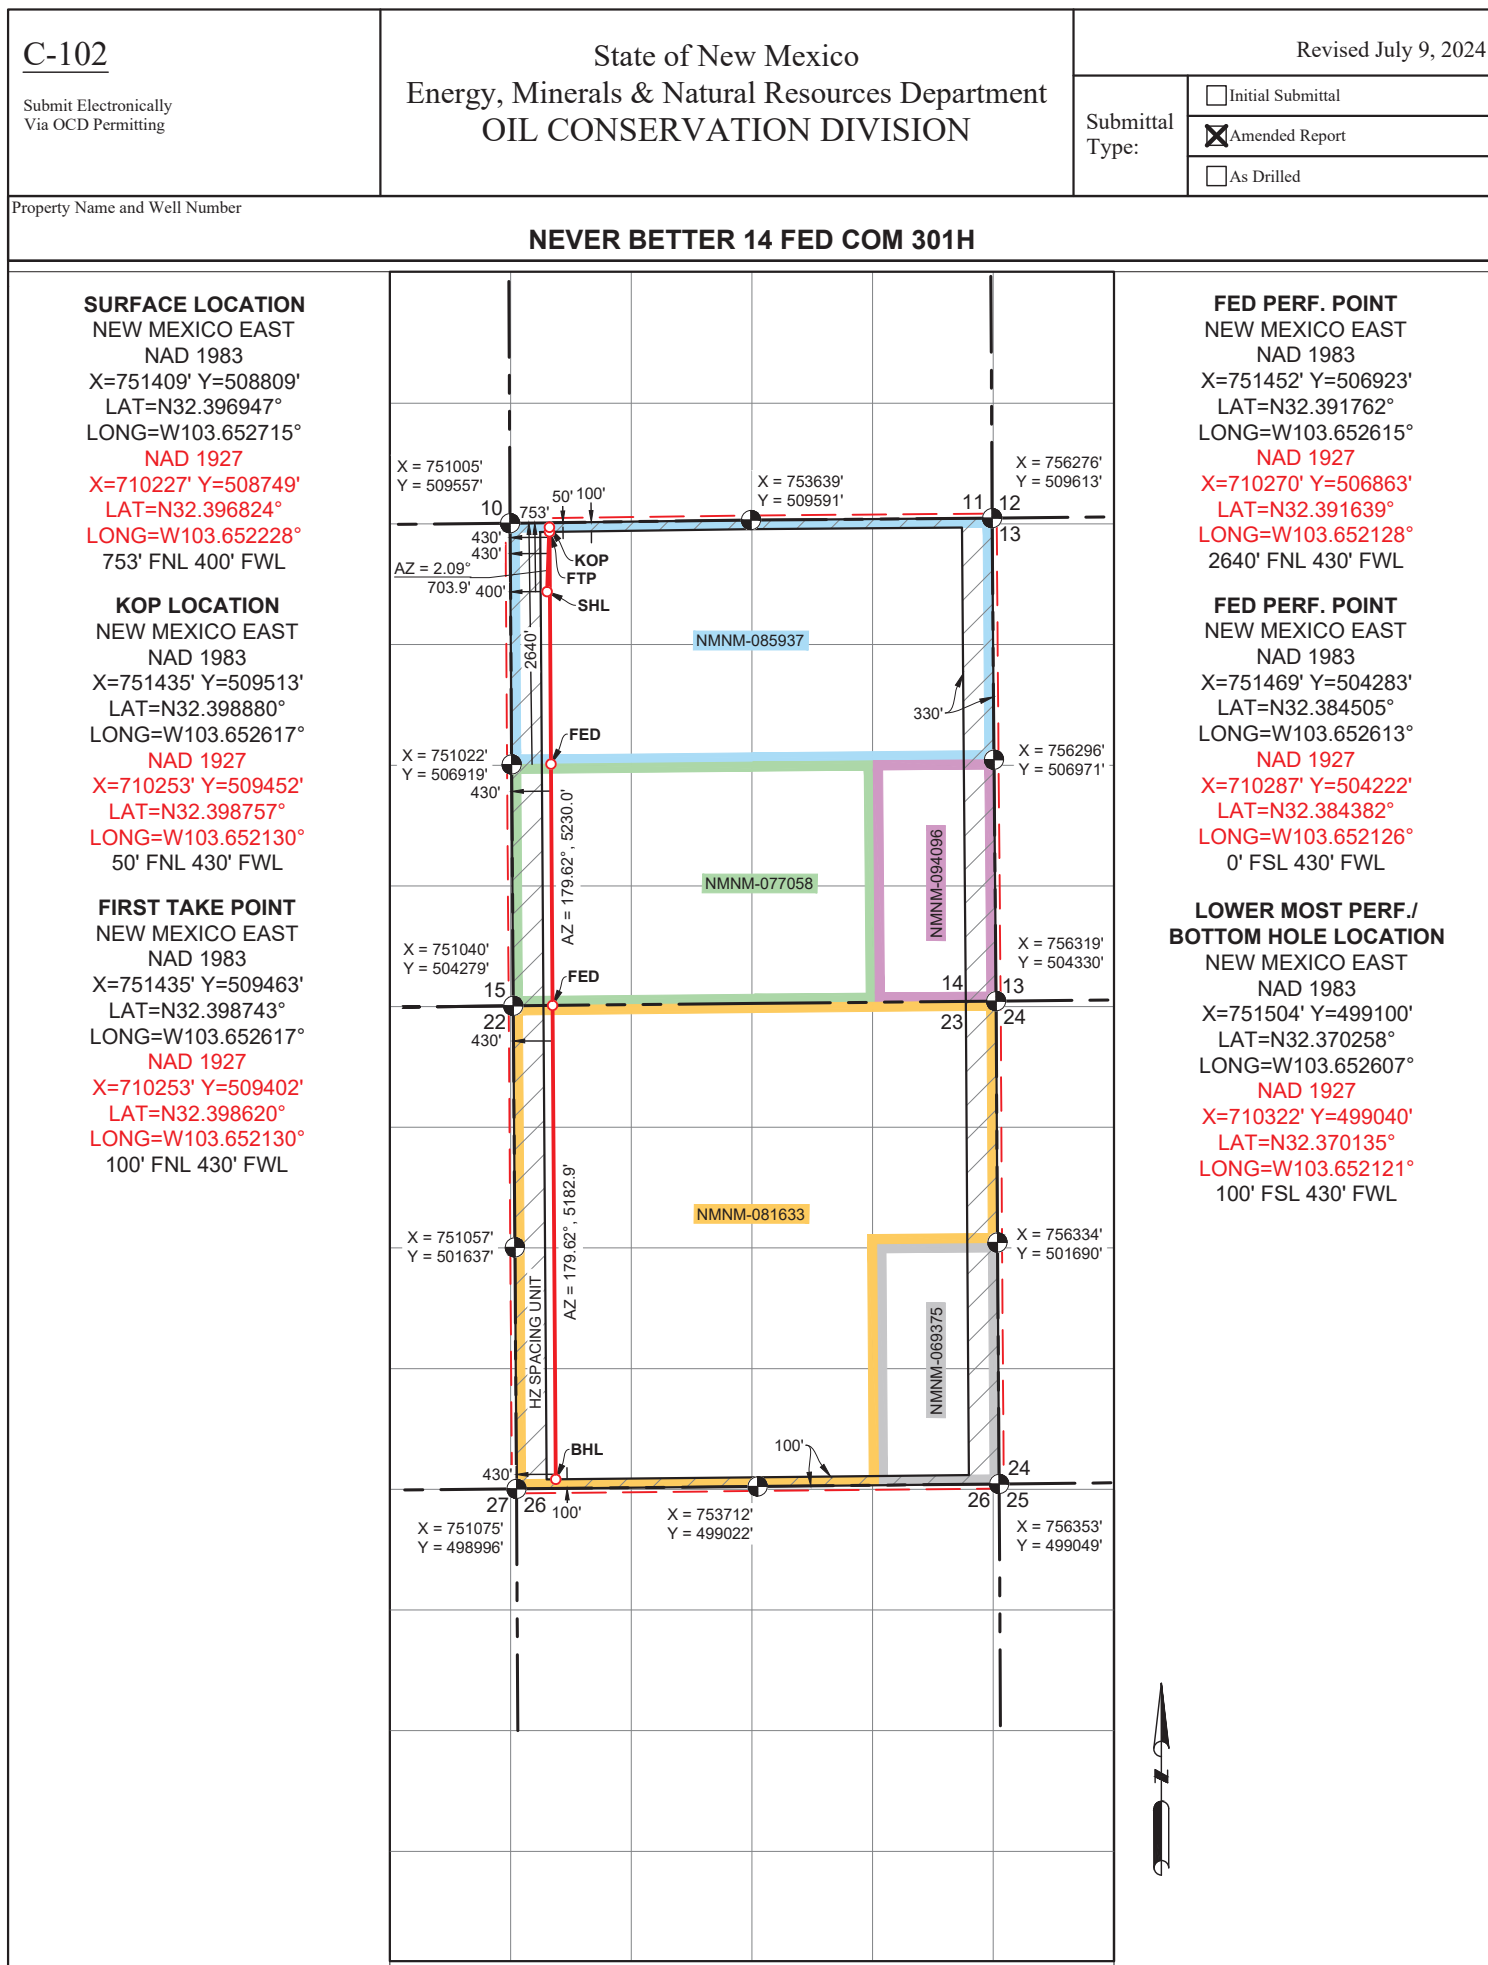 C-102
Submit Electronically
Via OCD Permitting
State of New Mexico
Energy, Minerals & Natural Resources Department
OIL CONSERVATION DIVISION
Revised July 9, 2024
Submittal
Type:
Initial Submittal
Amended Report
As Drilled
Property Name and Well Number
NEVER BETTER 14 FED COM 301H
SURFACE LOCATION
NEW MEXICO EAST
NAD 1983
X=751409' Y=508809'
LAT=N32.396947°
LONG=W103.652715°
NAD 1927
X=710227' Y=508749'
LAT=N32.396824°
LONG=W103.652228°
753' FNL 400' FWL
KOP LOCATION
NEW MEXICO EAST
NAD 1983
X=751435' Y=509513'
LAT=N32.398880°
LONG=W103.652617°
NAD 1927
X=710253' Y=509452'
LAT=N32.398757°
LONG=W103.652130°
50' FNL 430' FWL
FIRST TAKE POINT
NEW MEXICO EAST
NAD 1983
X=751435' Y=509463'
LAT=N32.398743°
LONG=W103.652617°
NAD 1927
X=710253' Y=509402'
LAT=N32.398620°
LONG=W103.652130°
100' FNL 430' FWL
X = 751005'
Y = 509557'
50' 100'
X = 753639'
Y = 509591'
X = 756276'
Y = 509613'
10
753'
11
12
13
430'
430'
KOP
FTP
AZ = 2.09°
703.9'
400'
SHL
2640'
NMNM-085937
330'
FED
X = 751022'
Y = 506919'
X = 756296'
Y = 506971'
430'
AZ = 179.62°, 5230.0'
NMNM-077058
NMNM-094096
X = 751040'
Y = 504279'
X = 756319'
Y = 504330'
FED
15
14
13
22
23
24
430'
AZ = 179.62°, 5182.9'
NMNM-081633
X = 751057'
Y = 501637'
X = 756334'
Y = 501690'
HZ SPACING UNIT
NMNM-069375
BHL
100'
430'
24
27
26
100'
26
25
X = 751075'
Y = 498996'
X = 753712'
Y = 499022'
X = 756353'
Y = 499049'
FED PERF. POINT
NEW MEXICO EAST
NAD 1983
X=751452' Y=506923'
LAT=N32.391762°
LONG=W103.652615°
NAD 1927
X=710270' Y=506863'
LAT=N32.391639°
LONG=W103.652128°
2640' FNL 430' FWL
FED PERF. POINT
NEW MEXICO EAST
NAD 1983
X=751469' Y=504283'
LAT=N32.384505°
LONG=W103.652613°
NAD 1927
X=710287' Y=504222'
LAT=N32.384382°
LONG=W103.652126°
0' FSL 430' FWL
LOWER MOST PERF./
BOTTOM HOLE LOCATION
NEW MEXICO EAST
NAD 1983
X=751504' Y=499100'
LAT=N32.370258°
LONG=W103.652607°
NAD 1927
X=710322' Y=499040'
LAT=N32.370135°
LONG=W103.652121°
100' FSL 430' FWL
N